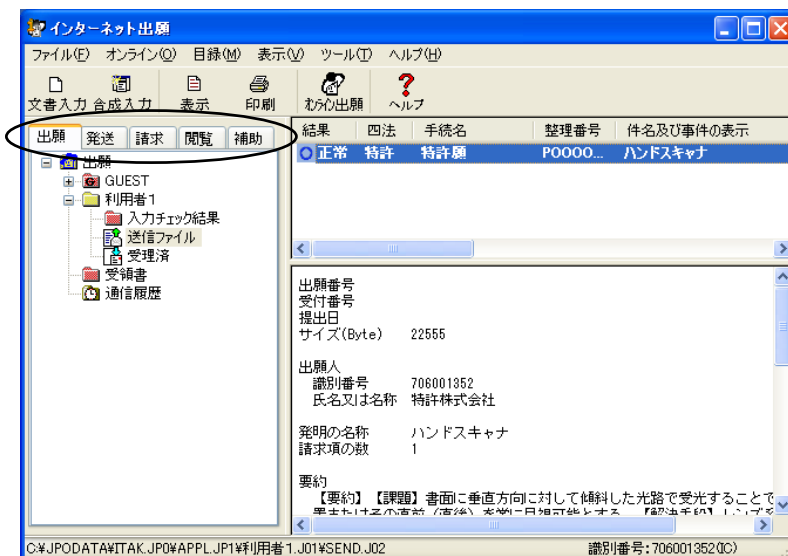 インターネット出願
ファイル(F) オンライン(O) 目録(M) 表示(V) ツール(T) ヘルプ(H)
文書入力 合成入力 表示 印刷 オンライン出願 ヘルプ
出願 発送 請求 閲覧 補助
出願
GUEST
利用者1
入力チェック結果
送信ファイル
受理済
受領書
通信履歴
結果 四法 手続名 整理番号 件名及び事件の表示
正常 特許 特許願 P0000... ハンドスキャナ
出願番号
受付番号
提出日
サイズ(Byte) 22555
出願人
識別番号 706001352
氏名又は名称 特許株式会社
発明の名称 ハンドスキャナ
請求項の数 1
要約
【要約】【課題】書面に垂直方向に対して傾斜した光路で受光することで
C:¥JPODATA¥ITAK.JP0¥APPL.JP1¥利用者1.J01¥SEND.J02 識別番号:706001352(IC)